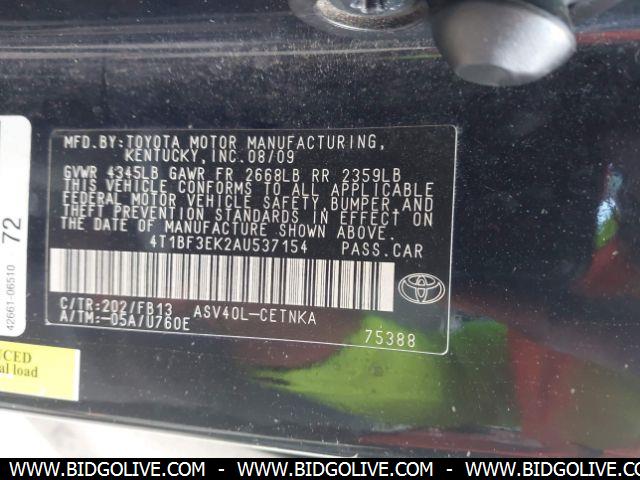 MFD.BY:TOYOTA MOTOR MANUFACTURING,
KENTUCKY, INC.08/09
GVWR 4345LB GAWR FR 2668LB RR 2359LB
THIS VEHICLE CONFORMS TO ALL APPLICABLE
FEDERAL MOTOR VEHICLE SAFETY,BUMPER,AND
THEFT PREVENTION STANDARDS IN EFFECT ON
THE DATE OF MANUFACTURE SHOWN ABOVE.
4T1BF3EK2AU537154 PASS.CAR
C/TR:202/FB13 ASV40L-CETNKA
A/TM:-05A/U760E
75388
72
42661-06510
UCED
al load
WWW.BIDGOLIVE.COM - WWW.BIDGOLIVE.COM - WWW.BIDGOLIVE.COM